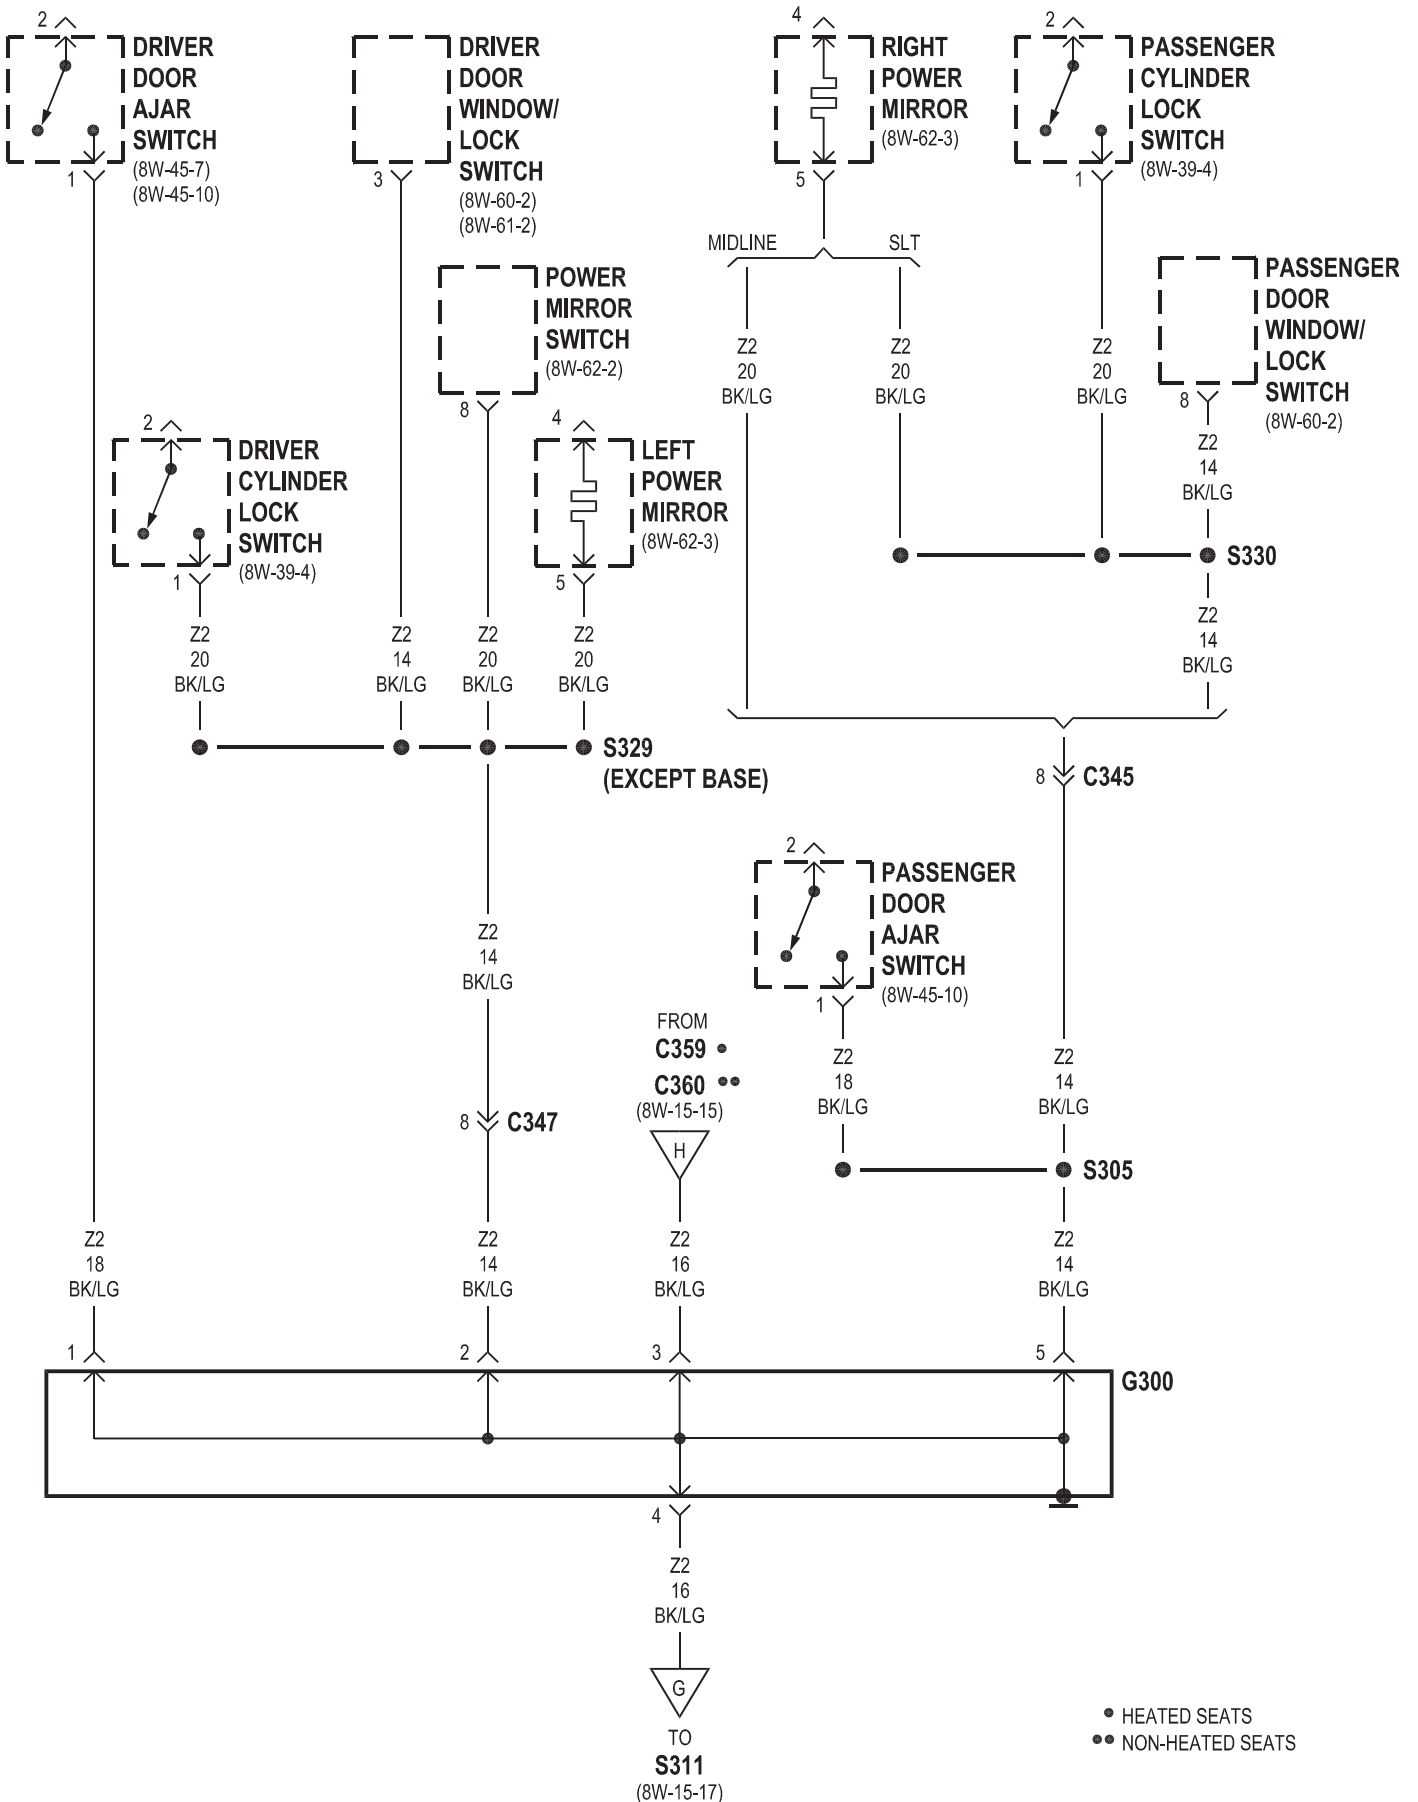 2
DRIVER
DOOR
AJAR
SWITCH
(8W-45-7)
(8W-45-10)
1
DRIVER
DOOR
WINDOW/
LOCK
SWITCH
(8W-60-2)
(8W-61-2)
3
4
RIGHT
POWER
MIRROR
(8W-62-3)
5
2
PASSENGER
CYLINDER
LOCK
SWITCH
(8W-39-4)
1
MIDLINE
SLT
POWER
MIRROR
SWITCH
(8W-62-2)
8
PASSENGER
DOOR
WINDOW/
LOCK
SWITCH
(8W-60-2)
8
Z2
20
BK/LG
Z2
20
BK/LG
Z2
20
BK/LG
Z2
14
BK/LG
2
DRIVER
CYLINDER
LOCK
SWITCH
(8W-39-4)
1
4
LEFT
POWER
MIRROR
(8W-62-3)
5
S330
Z2
14
BK/LG
Z2
20
BK/LG
Z2
14
BK/LG
Z2
20
BK/LG
Z2
20
BK/LG
S329
(EXCEPT BASE)
8
C345
2
PASSENGER
DOOR
AJAR
SWITCH
(8W-45-10)
1
Z2
14
BK/LG
FROM
C359
C360
(8W-15-15)
H
Z2
18
BK/LG
Z2
14
BK/LG
8
C347
S305
Z2
18
BK/LG
Z2
14
BK/LG
Z2
16
BK/LG
Z2
14
BK/LG
1
2
3
5
G300
4
Z2
16
BK/LG
G
TO
S311
(8W-15-17)
HEATED SEATS
NON-HEATED SEATS